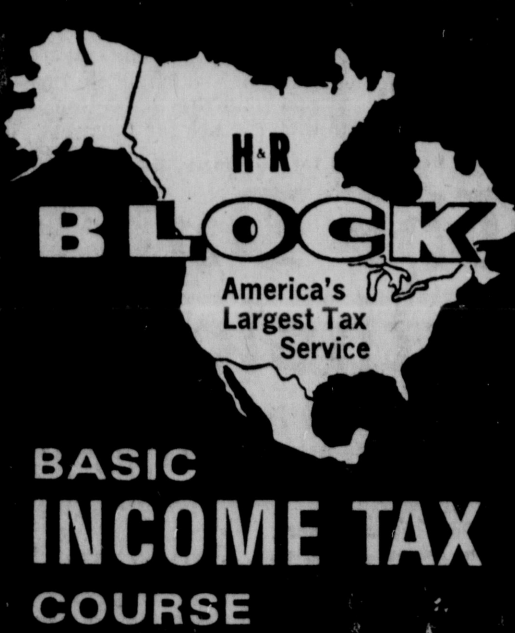 H&R
BLOCK
America's
Largest Tax
Service
BASIC
INCOME TAX
COURSE